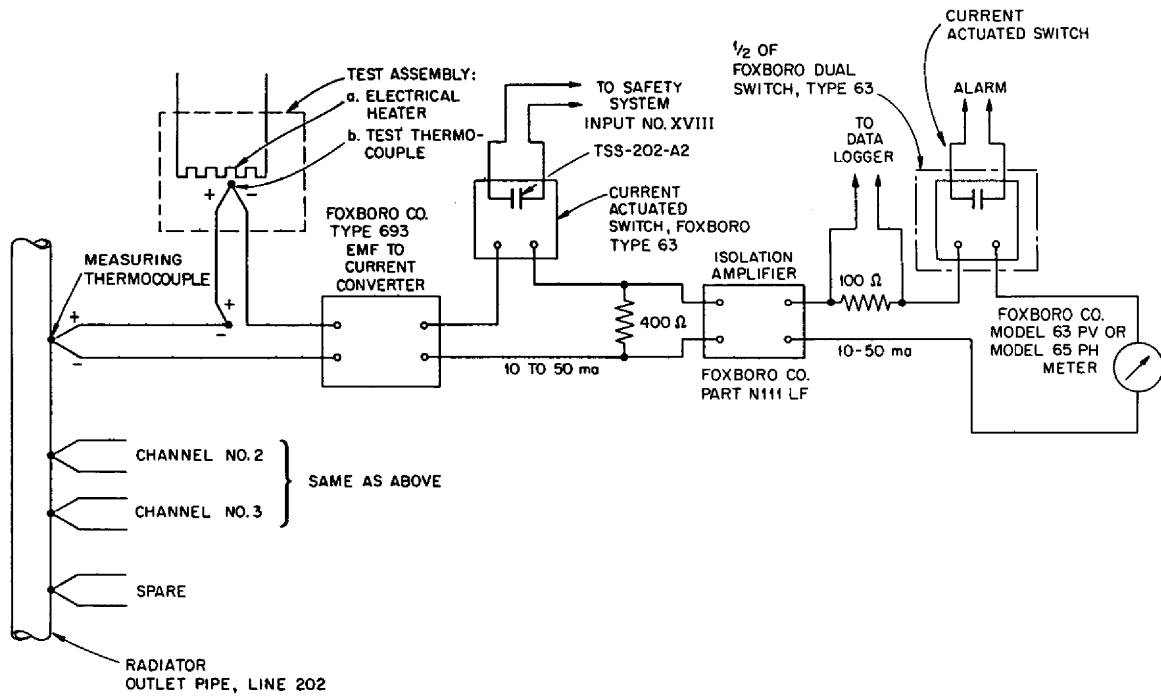 CURRENT
ACTUATED SWITCH
1/2 OF
FOXBORO DUAL
SWITCH, TYPE 63
ALARM
TEST ASSEMBLY:
a. ELECTRICAL
HEATER
b. TEST THERMO-
COUPLE
TO SAFETY
SYSTEM
INPUT NO. XVIII
TSS-202-A2
TO
DATA
LOGGER
+ −
FOXBORO CO.
TYPE 693
EMF TO
CURRENT
CONVERTER
CURRENT
ACTUATED
SWITCH, FOXBORO
TYPE 63
ISOLATION
AMPLIFIER
100 Ω
MEASURING
THERMOCOUPLE
+
−
+
−
400 Ω
10 TO 50 ma
FOXBORO CO.
PART N111 LF
10-50 ma
FOXBORO CO.
MODEL 63 PV OR
MODEL 65 PH
METER
CHANNEL NO. 2
CHANNEL NO. 3
SAME AS ABOVE
SPARE
RADIATOR
OUTLET PIPE, LINE 202